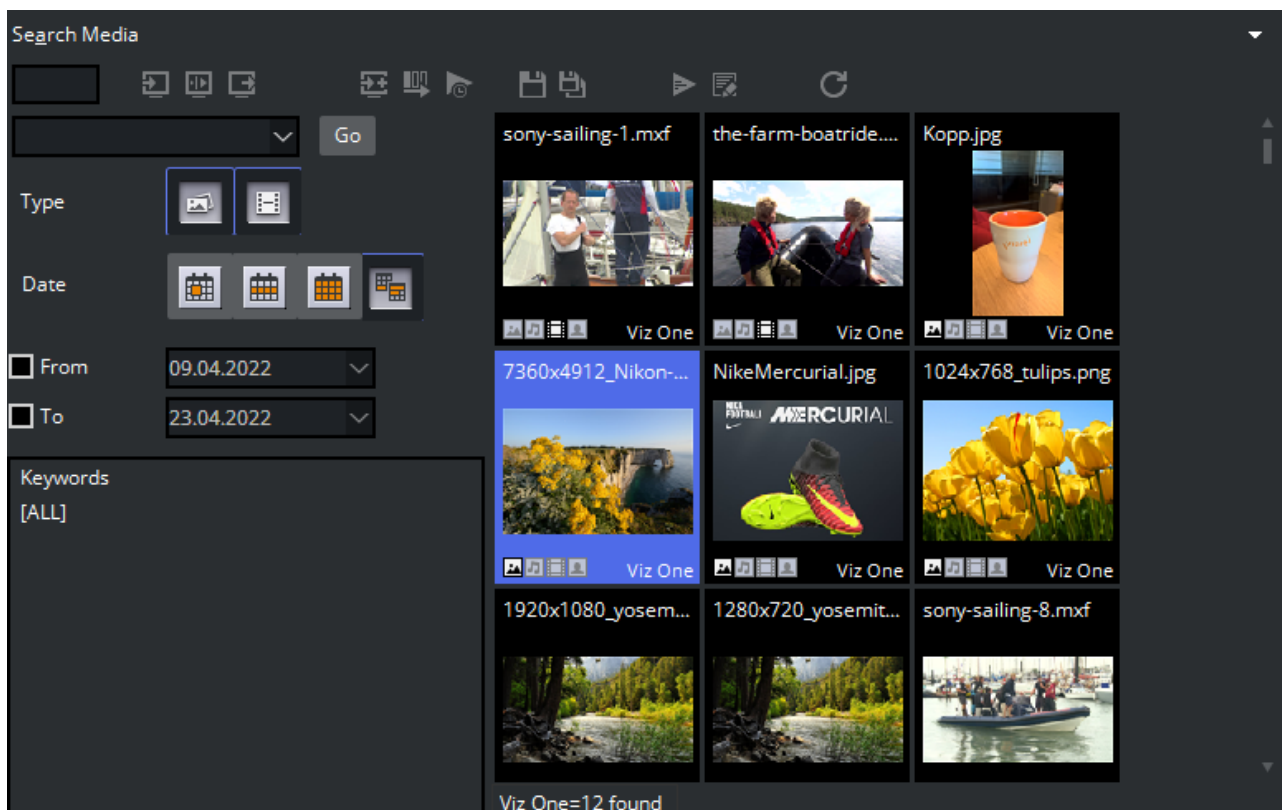 Search Media
Go
Type
Date
From
09.04.2022
To
23.04.2022
Keywords
[ALL]
sony-sailing-1.mxf
the-farm-boatride....
Kopp.jpg
Viz One
Viz One
Viz One
7360x4912_Nikon-...
NikeMercurial.jpg
1024x768_tulips.png
NIKE
FOOTBALL
MERCURIAL
Viz One
Viz One
Viz One
1920x1080_yosem...
1280x720_yosemit...
sony-sailing-8.mxf
Viz One=12 found